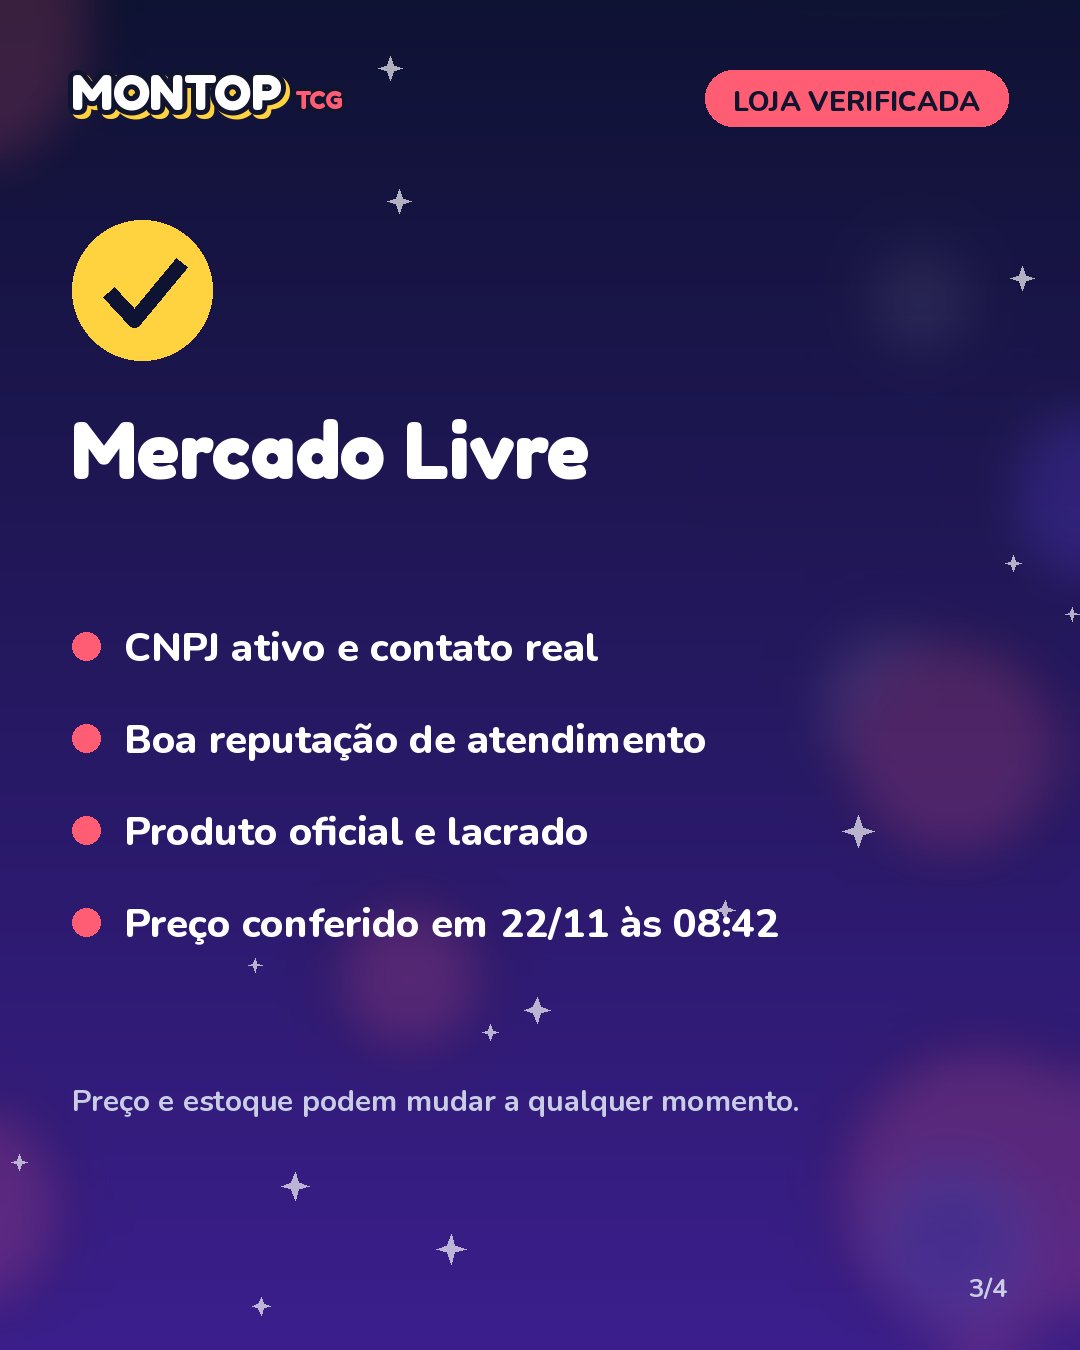 MONTOP TCG
LOJA VERIFICADA
Mercado Livre
CNPJ ativo e contato real
Boa reputação de atendimento
Produto oficial e lacrado
Preço conferido em 22/11 às 08:42
Preço e estoque podem mudar a qualquer momento.
3/4